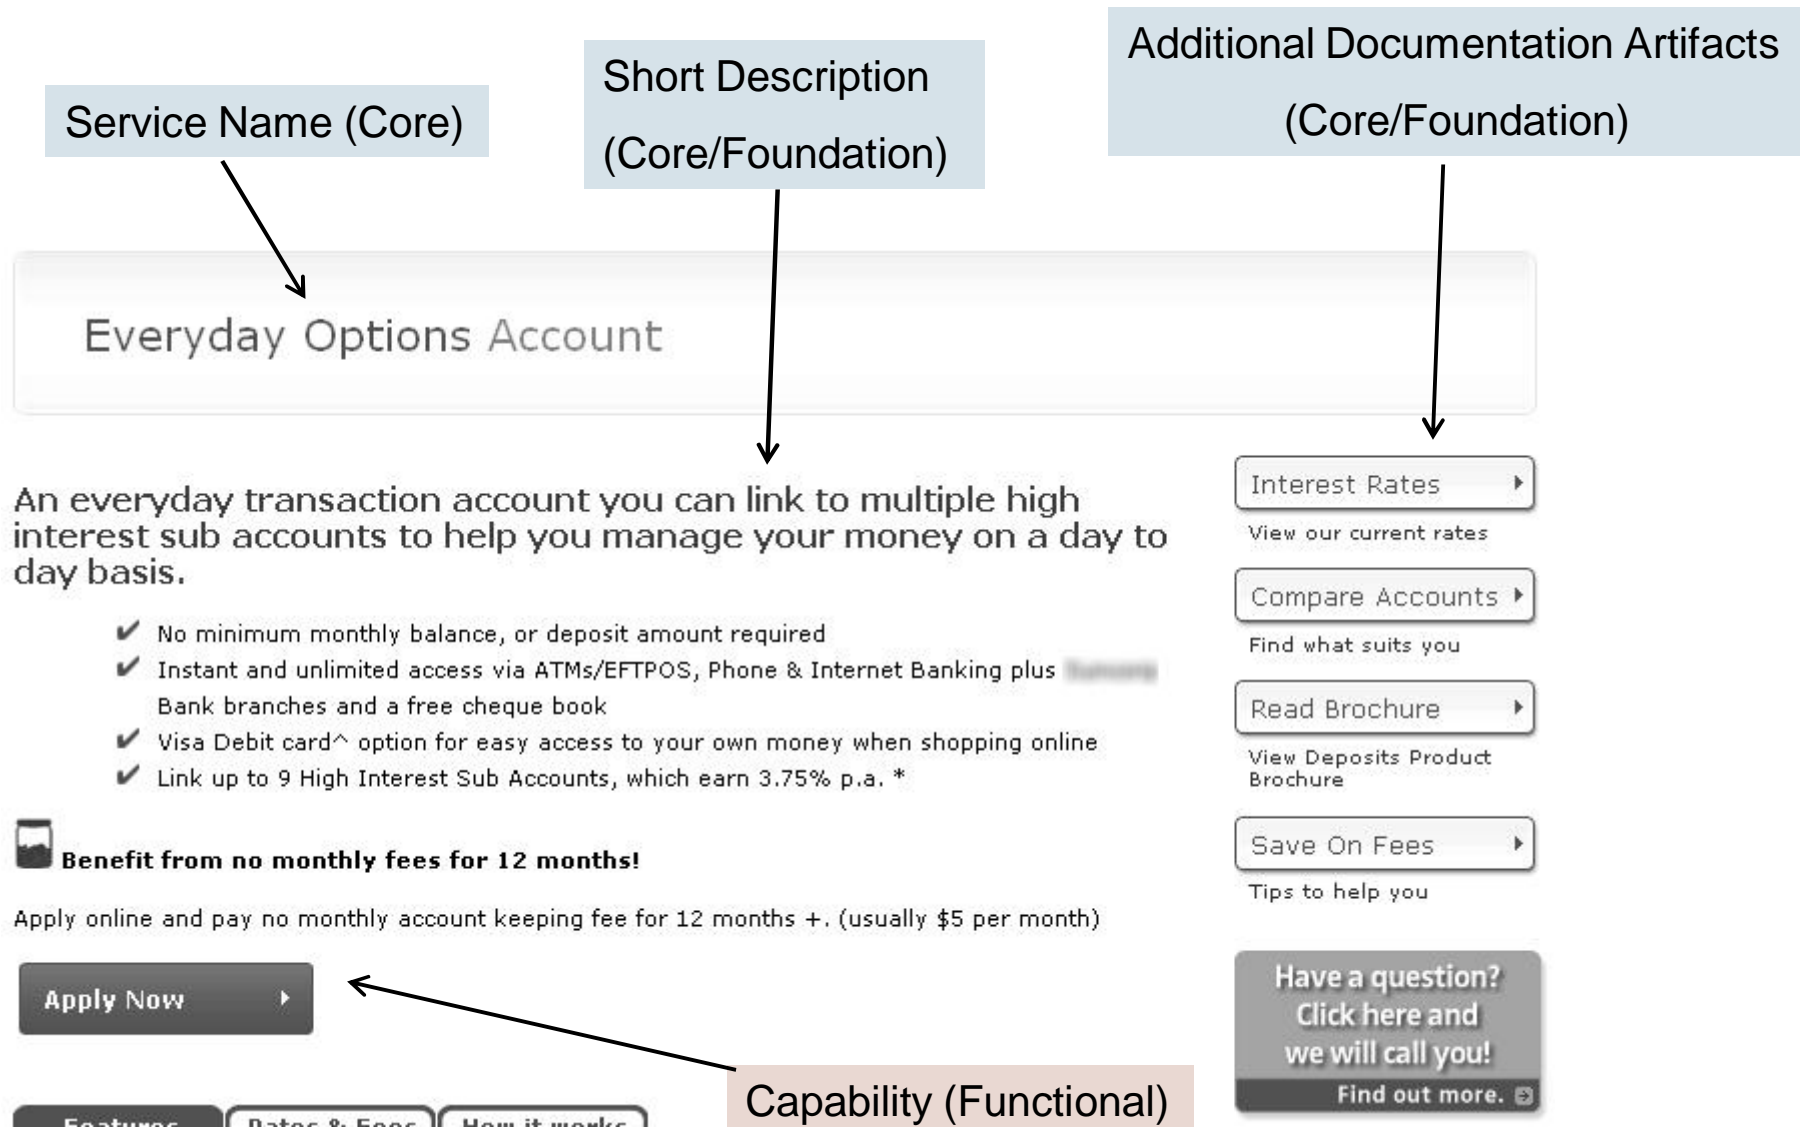 Additional Documentation Artifacts
(Core/Foundation)
Short Description
(Core/Foundation)
Service Name (Core)
Everyday Options Account
An everyday transaction account you can link to multiple high
interest sub accounts to help you manage your money on a day to
day basis.
No minimum monthly balance, or deposit amount required
Instant and unlimited access via ATMs/EFTPOS, Phone & Internet Banking plus
Bank branches and a free cheque book
Visa Debit card^ option for easy access to your own money when shopping online
Link up to 9 High Interest Sub Accounts, which earn 3.75% p.a. *
Benefit from no monthly fees for 12 months!
Apply online and pay no monthly account keeping fee for 12 months +. (usually $5 per month)
Apply Now
Interest Rates
View our current rates
Compare Accounts
Find what suits you
Read Brochure
View Deposits Product
Brochure
Save On Fees
Tips to help you
Have a question?
Click here and
we will call you!
Find out more.
Capability (Functional)
Features
Rates & Fees
How it works